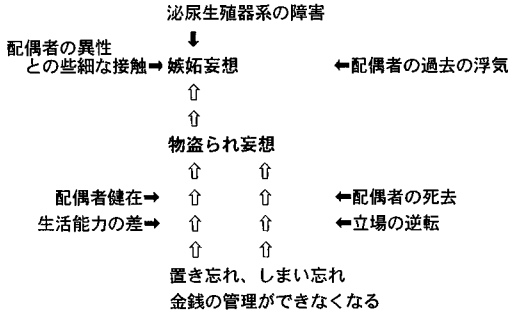 泌尿生殖器系の障害
⬇
配偶者の異性
との些細な接触➡嫉妬妄想 ⬅配偶者の過去の浮気
⇧
⇧
物盗られ妄想
⇧ ⇧
配偶者健在➡ ⇧ ⇧ ⬅配偶者の死去
生活能力の差➡ ⇧ ⇧ ⬅立場の逆転
⇧ ⇧
置き忘れ、しまい忘れ
金銭の管理ができなくなる